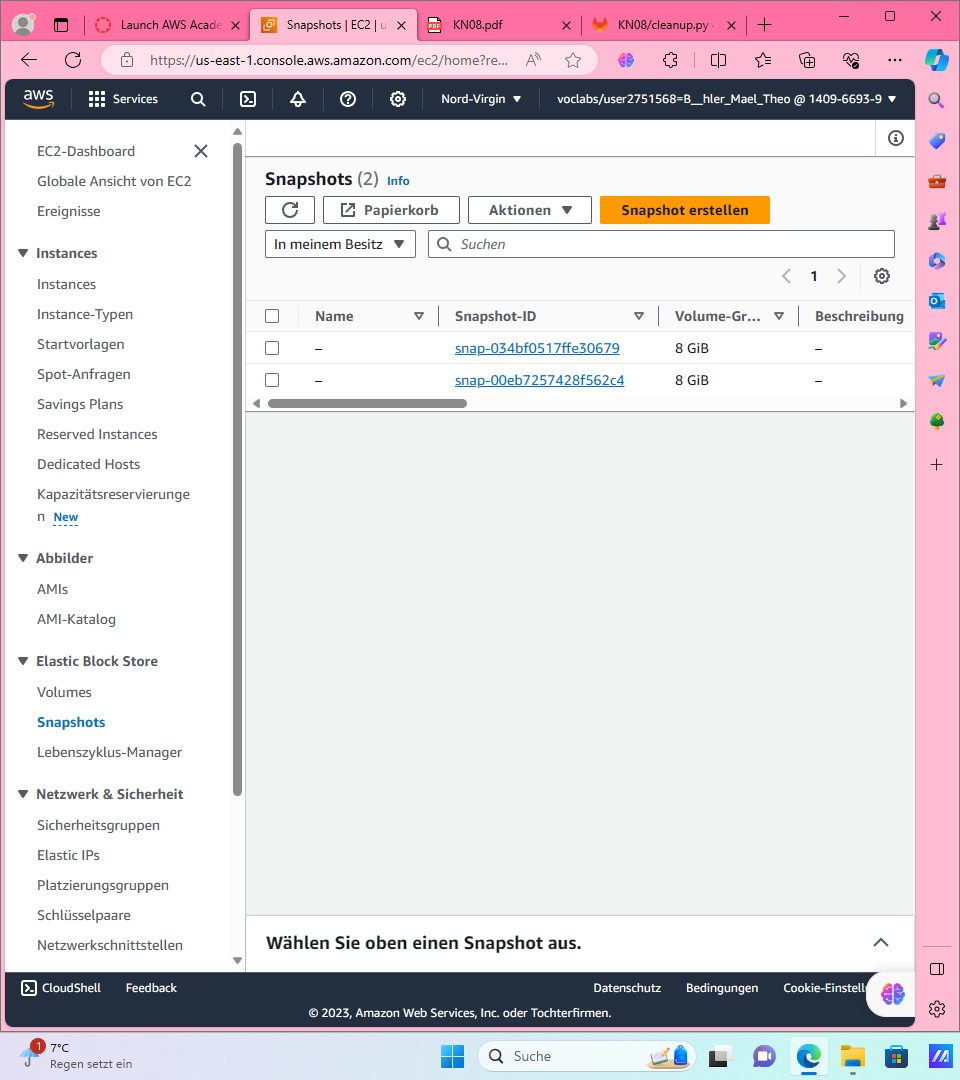 Launch AWS Acade
Snapshots | EC2 | u
KN08.pdf
KN08/cleanup.py -
https://us-east-1.console.aws.amazon.com/ec2/home?re...
aws
Services
Nord-Virgin
voclabs/user2751568=B__hler_Mael_Theo @ 1409-6693-9
EC2-Dashboard
Globale Ansicht von EC2
Ereignisse
Instances
Instances
Instance-Typen
Startvorlagen
Spot-Anfragen
Savings Plans
Reserved Instances
Dedicated Hosts
Kapazitätsreservierunge
n New
Abbilder
AMIs
AMI-Katalog
Elastic Block Store
Volumes
Snapshots
Lebenszyklus-Manager
Netzwerk & Sicherheit
Sicherheitsgruppen
Elastic IPs
Platzierungsgruppen
Schlüsselpaare
Netzwerkschnittstellen
Snapshots (2) Info
Papierkorb
Aktionen
Snapshot erstellen
In meinem Besitz
Suchen
1
Name Snapshot-ID Volume-Gr... Beschreibung
– snap-034bf0517ffe30679 8 GiB –
– snap-00eb7257428f562c4 8 GiB –
Wählen Sie oben einen Snapshot aus.
CloudShell Feedback Datenschutz Bedingungen Cookie-Einstell
© 2023, Amazon Web Services, Inc. oder Tochterfirmen.
1
7°C
Regen setzt ein
Suche